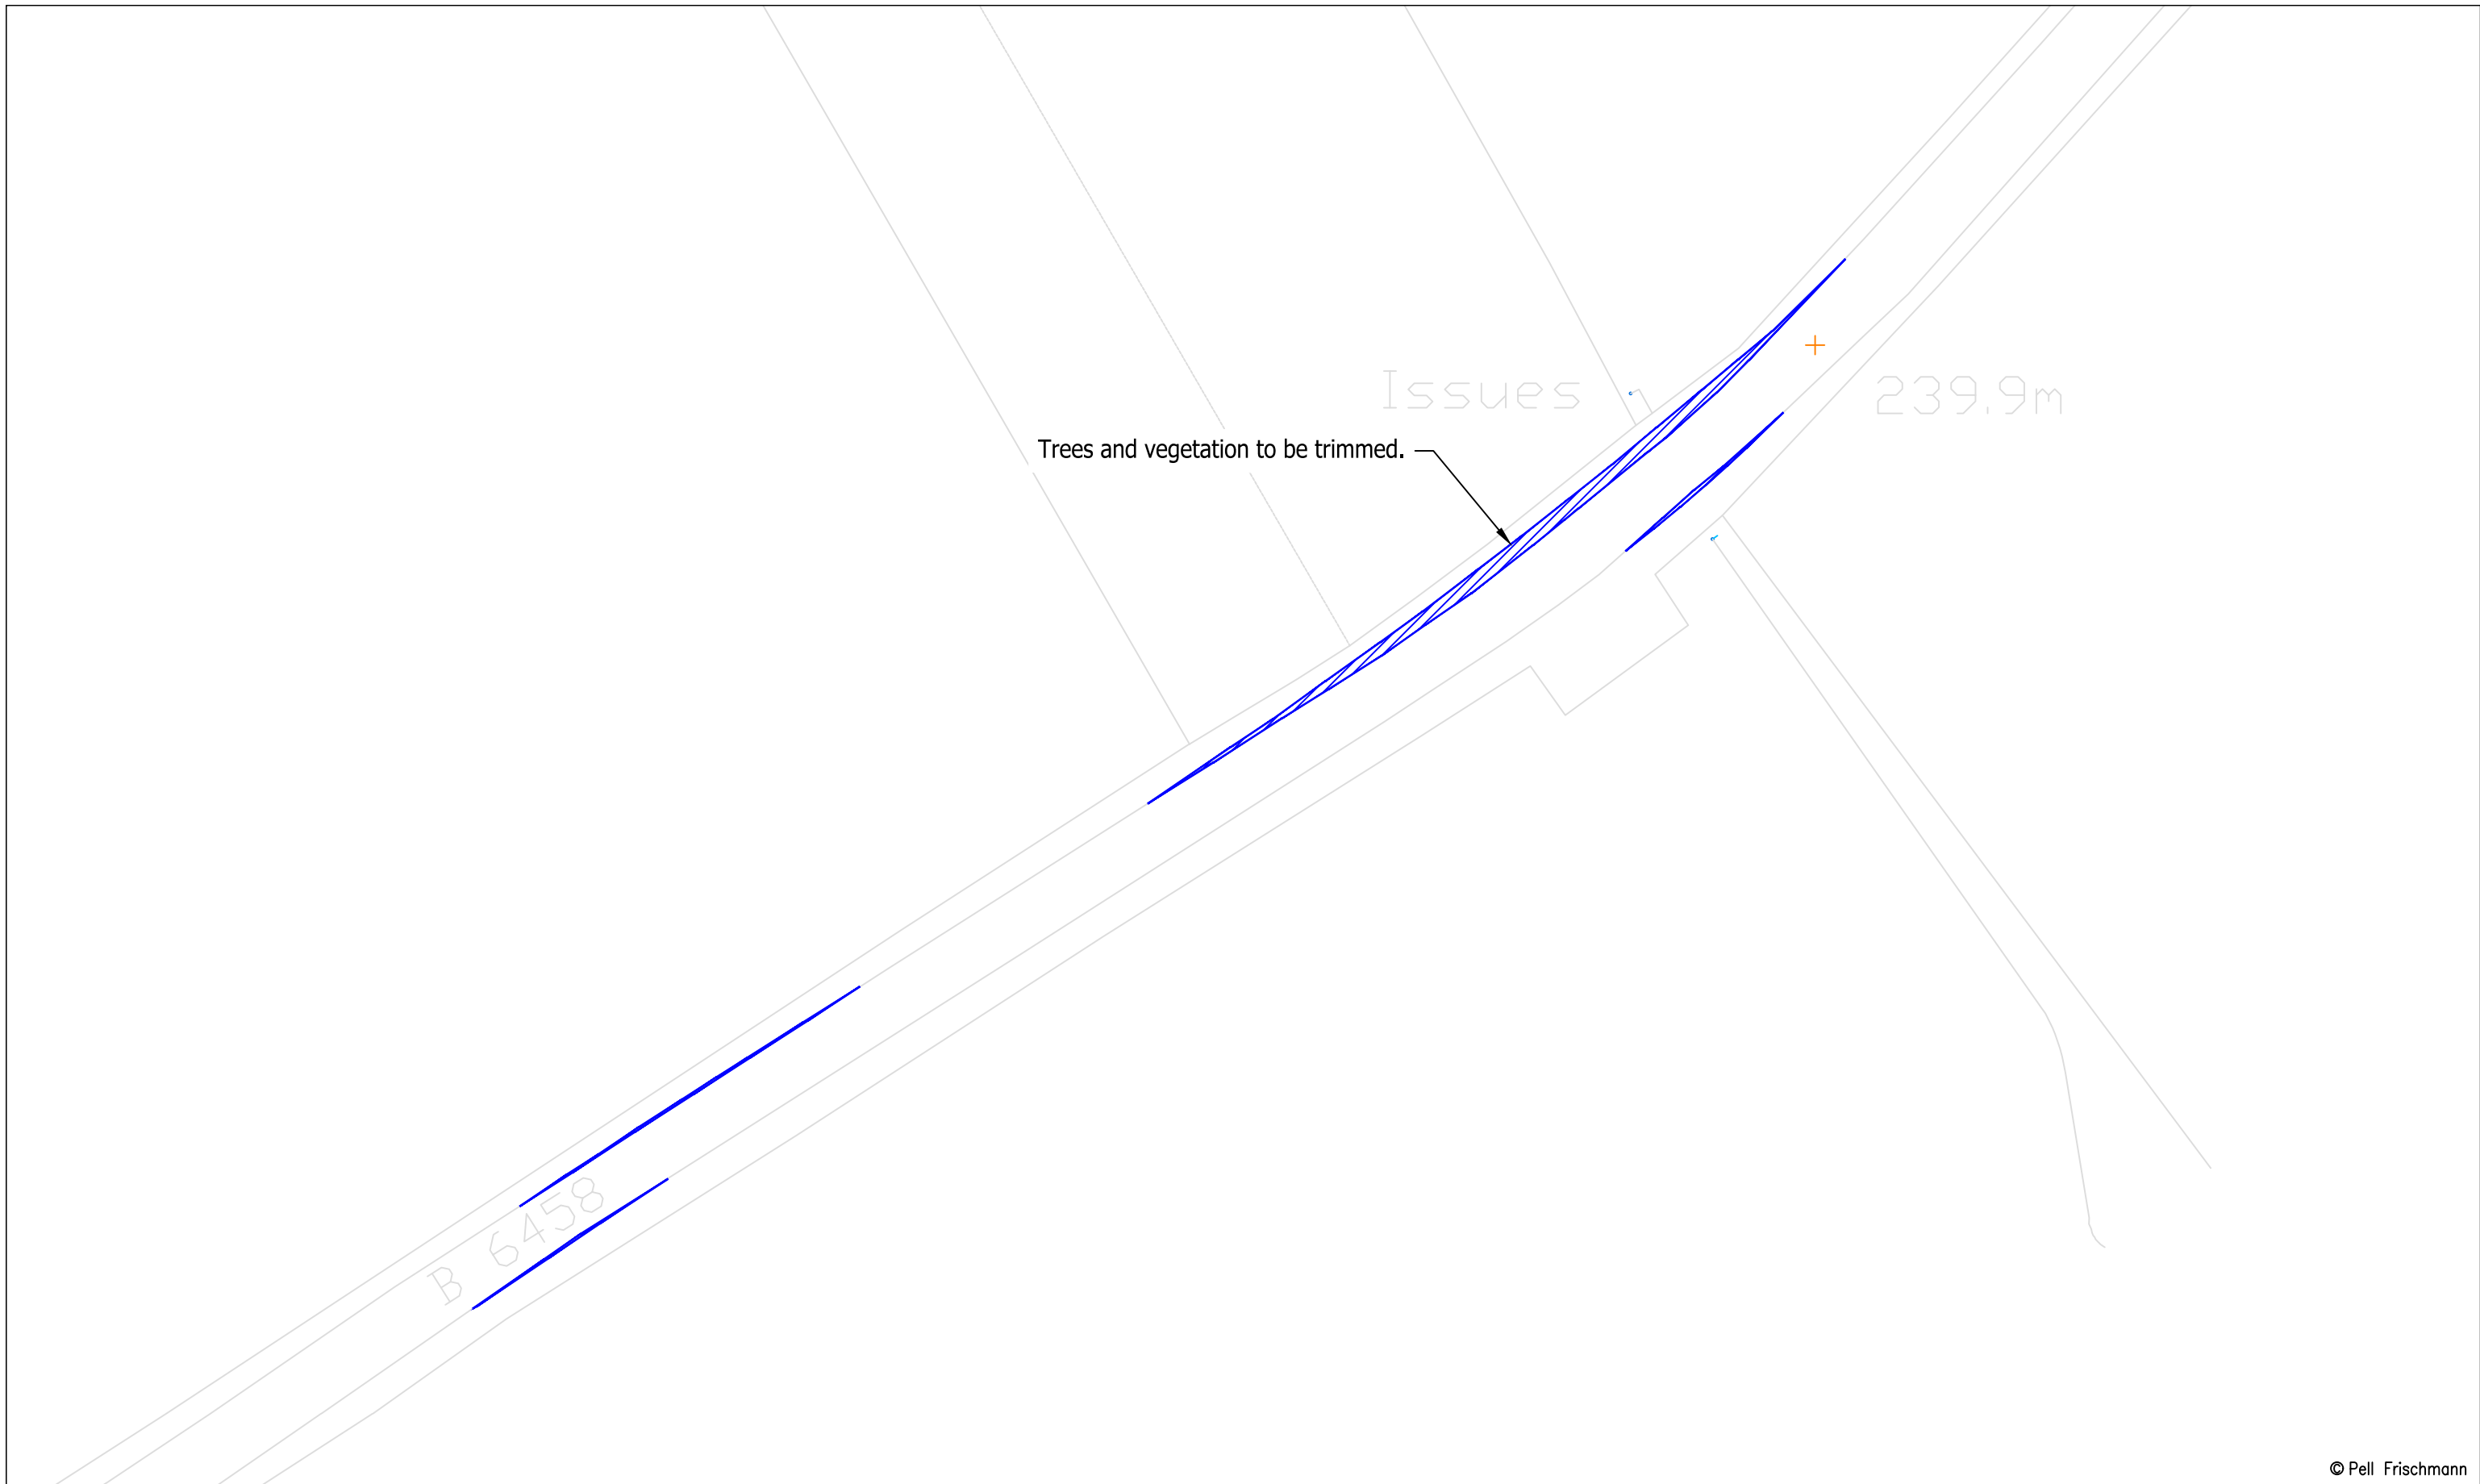 Issues
239.9m
Trees and vegetation to be trimmed.
B 6458
© Pell Frischmann